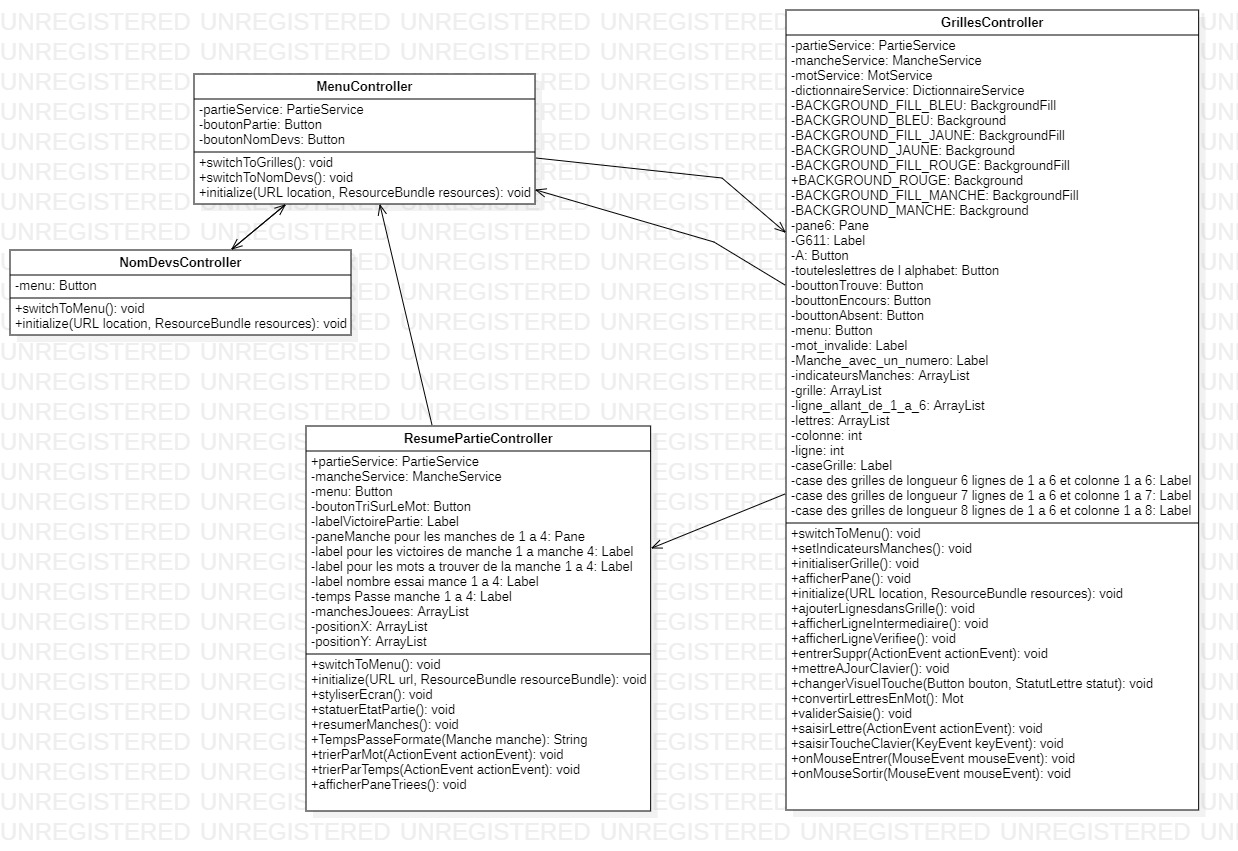 MenuController
-partieService: PartieService
-boutonPartie: Button
-boutonNomDevs: Button
+switchToGrilles(): void
+switchToNomDevs(): void
+initialize(URL location, ResourceBundle resources): void
NomDevsController
-menu: Button
+switchToMenu(): void
+initialize(URL location, ResourceBundle resources): void
ResumePartieController
+partieService: PartieService
-mancheService: MancheService
-menu: Button
-boutonTriSurLeMot: Button
-labelVictoirePartie: Label
-paneManche pour les manches de 1 a 4: Pane
-label pour les victoires de manche 1 a manche 4: Label
-label pour les mots a trouver de la manche 1 a 4: Label
-label nombre essai mance 1 a 4: Label
-temps Passe manche 1 a 4: Label
-manchesJouees: ArrayList
-positionX: ArrayList
-positionY: ArrayList
+switchToMenu(): void
+initialize(URL url, ResourceBundle resourceBundle): void
+styliserEcran(): void
+statuerEtatPartie(): void
+resumerManches(): void
+TempsPasseFormate(Manche manche): String
+trierParMot(ActionEvent actionEvent): void
+trierParTemps(ActionEvent actionEvent): void
+afficherPaneTriees(): void
GrillesController
-partieService: PartieService
-mancheService: MancheService
-motService: MotService
-dictionnaireService: DictionnaireService
-BACKGROUND_FILL_BLEU: BackgroundFill
-BACKGROUND_BLEU: Background
-BACKGROUND_FILL_JAUNE: BackgroundFill
-BACKGROUND_JAUNE: Background
-BACKGROUND_FILL_ROUGE: BackgroundFill
+BACKGROUND_ROUGE: Background
-BACKGROUND_FILL_MANCHE: BackgroundFill
-BACKGROUND_MANCHE: Background
-pane6: Pane
-G611: Label
-A: Button
-touteleslettres de l alphabet: Button
-bouttonTrouve: Button
-bouttonEncours: Button
-bouttonAbsent: Button
-menu: Button
-mot_invalide: Label
-Manche_avec_un_numero: Label
-indicateursManches: ArrayList
-grille: ArrayList
-ligne_allant_de_1_a_6: ArrayList
-lettres: ArrayList
-colonne: int
-ligne: int
-caseGrille: Label
-case des grilles de longueur 6 lignes de 1 a 6 et colonne 1 a 6: Label
-case des grilles de longueur 7 lignes de 1 a 6 et colonne 1 a 7: Label
-case des grilles de longueur 8 lignes de 1 a 6 et colonne 1 a 8: Label
+switchToMenu(): void
+setIndicateursManches(): void
+initialiserGrille(): void
+afficherPane(): void
+initialize(URL location, ResourceBundle resources): void
+ajouterLignesdansGrille(): void
+afficherLigneIntermediaire(): void
+afficherLigneVerifiee(): void
+entrerSuppr(ActionEvent actionEvent): void
+mettreAJourClavier(): void
+changerVisuelTouche(Button bouton, StatutLettre statut): void
+convertirLettresEnMot(): Mot
+validerSaisie(): void
+saisirLettre(ActionEvent actionEvent): void
+saisirToucheClavier(KeyEvent keyEvent): void
+onMouseEntrer(MouseEvent mouseEvent): void
+onMouseSortir(MouseEvent mouseEvent): void
UNREGISTERED